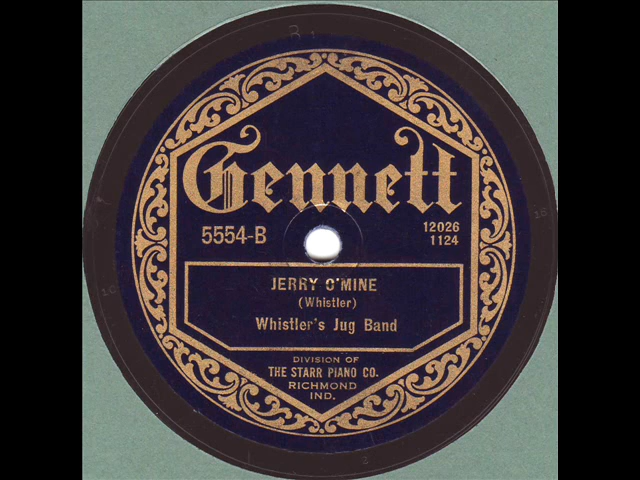 Gennett
5554-B
12026
1124
JERRY O'MINE
(Whistler)
Whistler's Jug Band
DIVISION OF
THE STARR PIANO CO.
RICHMOND
IND.